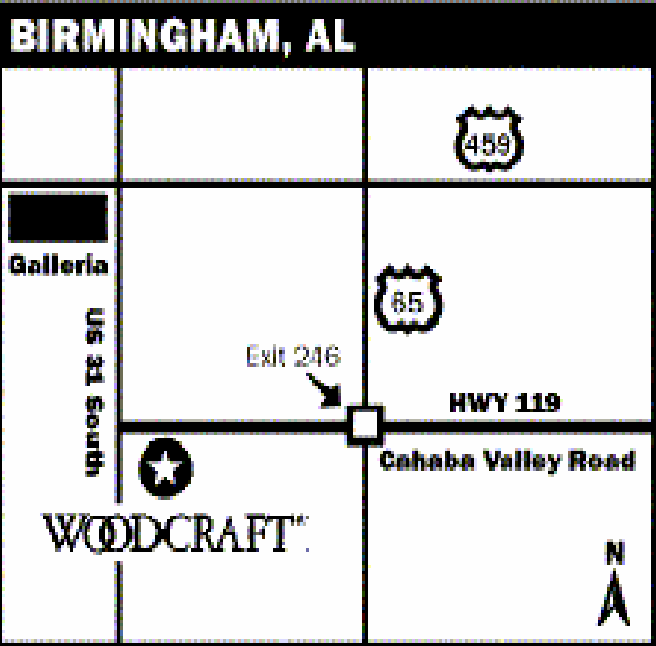 BIRMINGHAM, AL
459
Galleria
65
US 31 South
Exit 246
HWY 119
Cahaba Valley Road
WOODCRAFT
N